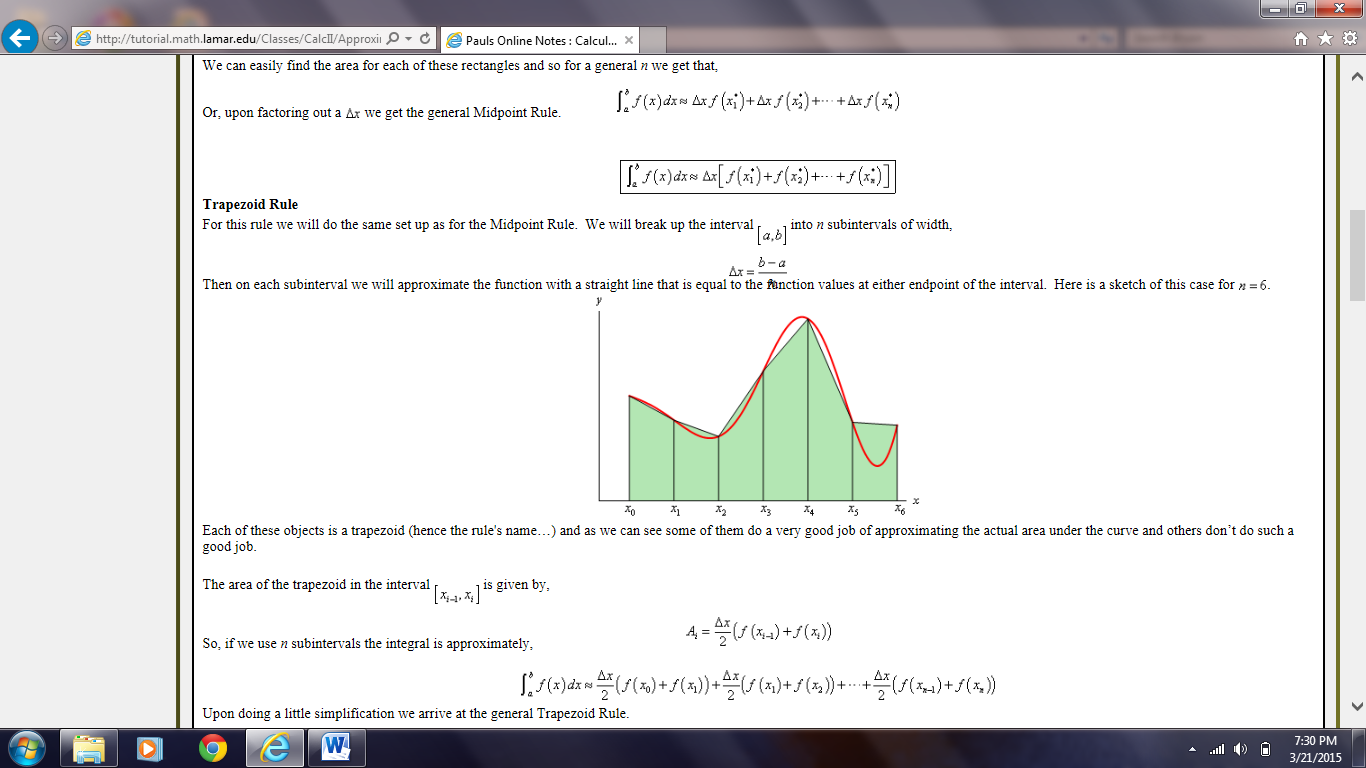 http://tutorial.math.lamar.edu/Classes/CalcII/Approxi
Pauls Online Notes : Calcul...
We can easily find the area for each of these rectangles and so for a general n we get that,
∫ₐᵇ f(x)dx ≈ Δx f(x₁*)+Δx f(x₂*)+⋯+Δx f(xₙ*)
Or, upon factoring out a Δx we get the general Midpoint Rule.
∫ₐᵇ f(x)dx ≈ Δx[f(x₁*)+f(x₂*)+⋯+f(xₙ*)]
Trapezoid Rule
For this rule we will do the same set up as for the Midpoint Rule. We will break up the interval [a,b] into n subintervals of width,
Δx = (b − a)/n
Then on each subinterval we will approximate the function with a straight line that is equal to the function values at either endpoint of the interval. Here is a sketch of this case for n = 6.
y
x
x₀ x₁ x₂ x₃ x₄ x₅ x₆
Each of these objects is a trapezoid (hence the rule's name…) and as we can see some of them do a very good job of approximating the actual area under the curve and others don’t do such a
good job.
The area of the trapezoid in the interval [xᵢ₋₁, xᵢ] is given by,
Aᵢ = Δx/2 (f(xᵢ₋₁)+f(xᵢ))
So, if we use n subintervals the integral is approximately,
∫ₐᵇ f(x)dx ≈ Δx/2 (f(x₀)+f(x₁))+Δx/2 (f(x₁)+f(x₂))+⋯+Δx/2 (f(xₙ₋₁)+f(xₙ))
Upon doing a little simplification we arrive at the general Trapezoid Rule.
7:30 PM
3/21/2015